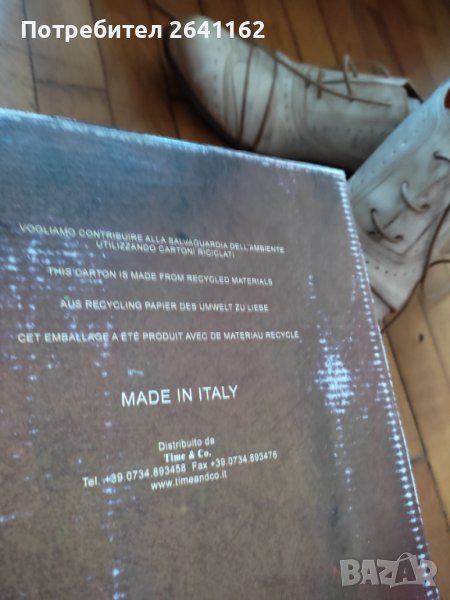 Потребител 2641162
VOGLIAMO CONTRIBUIRE ALLA SALVAGUARDIA DELL'AMBIENTE
UTILIZZANDO CARTONI RICICLATI
THIS CARTON IS MADE FROM RECYCLED MATERIALS
AUS RECYCLING PAPIER DES UMWELT ZU LIESE
CET EMBALLAGE A ÉTÉ PRODUIT AVEC DE MATERIAU RECYCLÉ
MADE IN ITALY
Distribuito da
Time & Co.
Tel. +39.0734.893458 Fax +39.0734.893476
www.timeandco.it
BAZAR